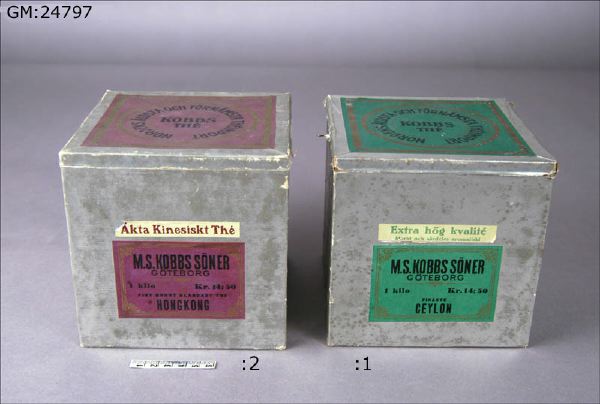 GM:24797
KOBBS
THÉ
KOBBS
THÉ
Äkta Kinesiskt Thé
M.S. KOBBS SÖNER
GÖTEBORG
1 kilo Kr. 14:50
HONGKONG
Extra hög kvalité
M.S. KOBBS SÖNER
GÖTEBORG
1 kilo Kr. 14:50
FINASTE
CEYLON
:2
:1